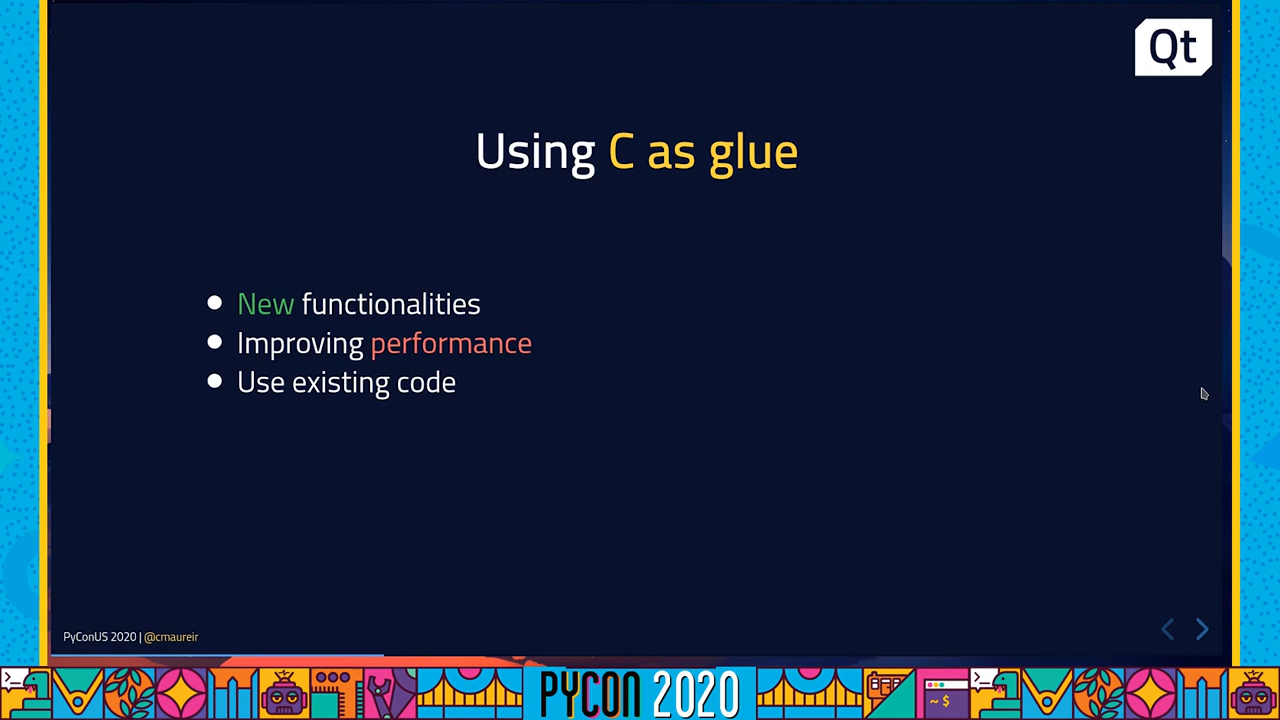 Qt
Using C as glue
New functionalities
Improving performance
Use existing code
PyConUS 2020 | @cmaureir
PYCON 2020
~ $